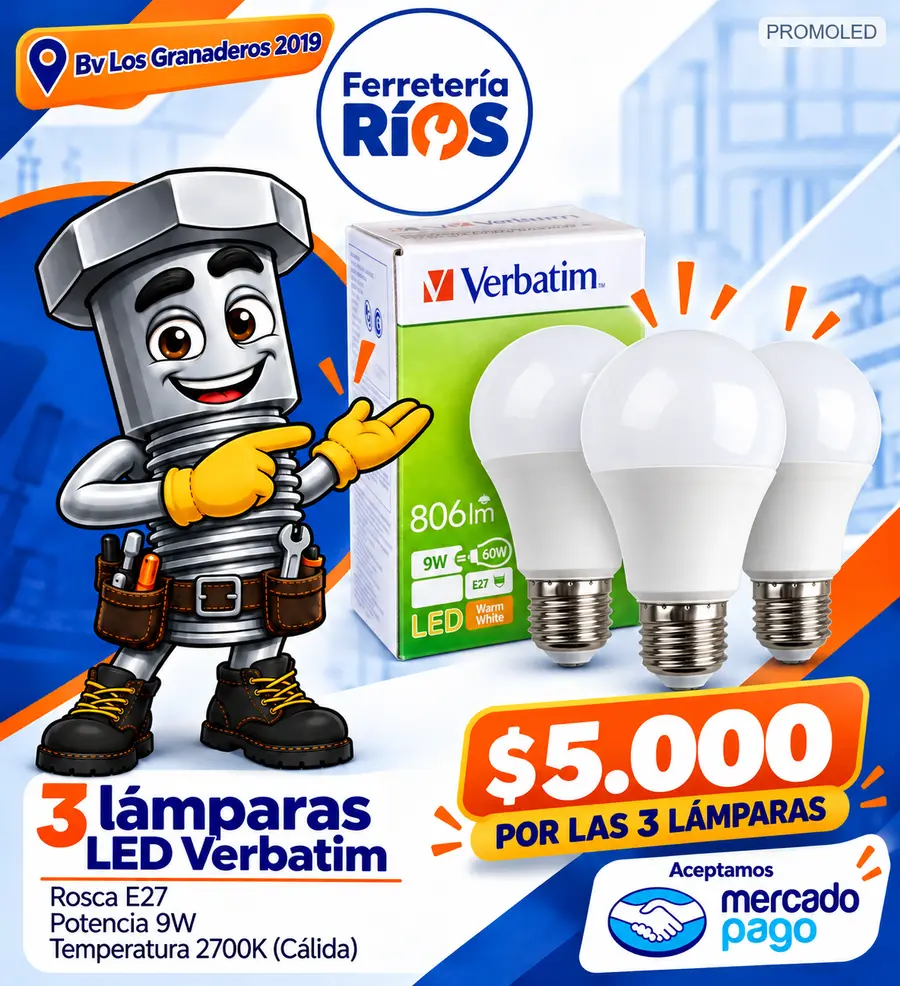 Bv Los Granaderos 2019
Ferretería
RÍOS
PROMOLED
Verbatim
Verbatim™
806lm
9W = 60W
E27
LED
Warm
White
$5.000
POR LAS 3 LÁMPARAS
3 lámparas
LED Verbatim
Rosca E27
Potencia 9W
Temperatura 2700K (Cálida)
Aceptamos
mercado
pago